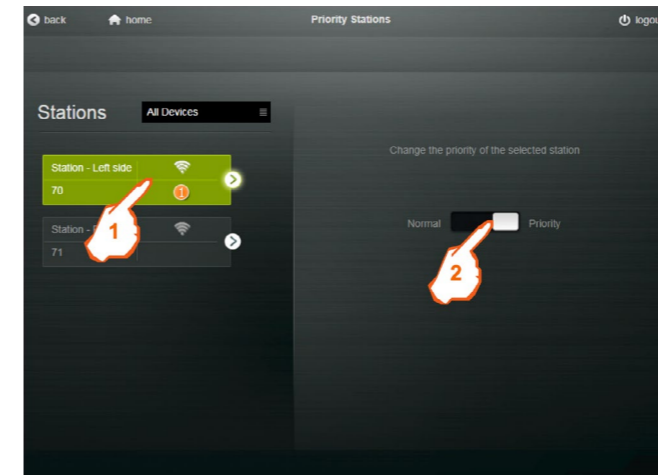 back home Priority Stations
Stations All Devices
Change the priority of the selected station
Station - Left side
70 1
Normal Priority
Station -
1
71
2